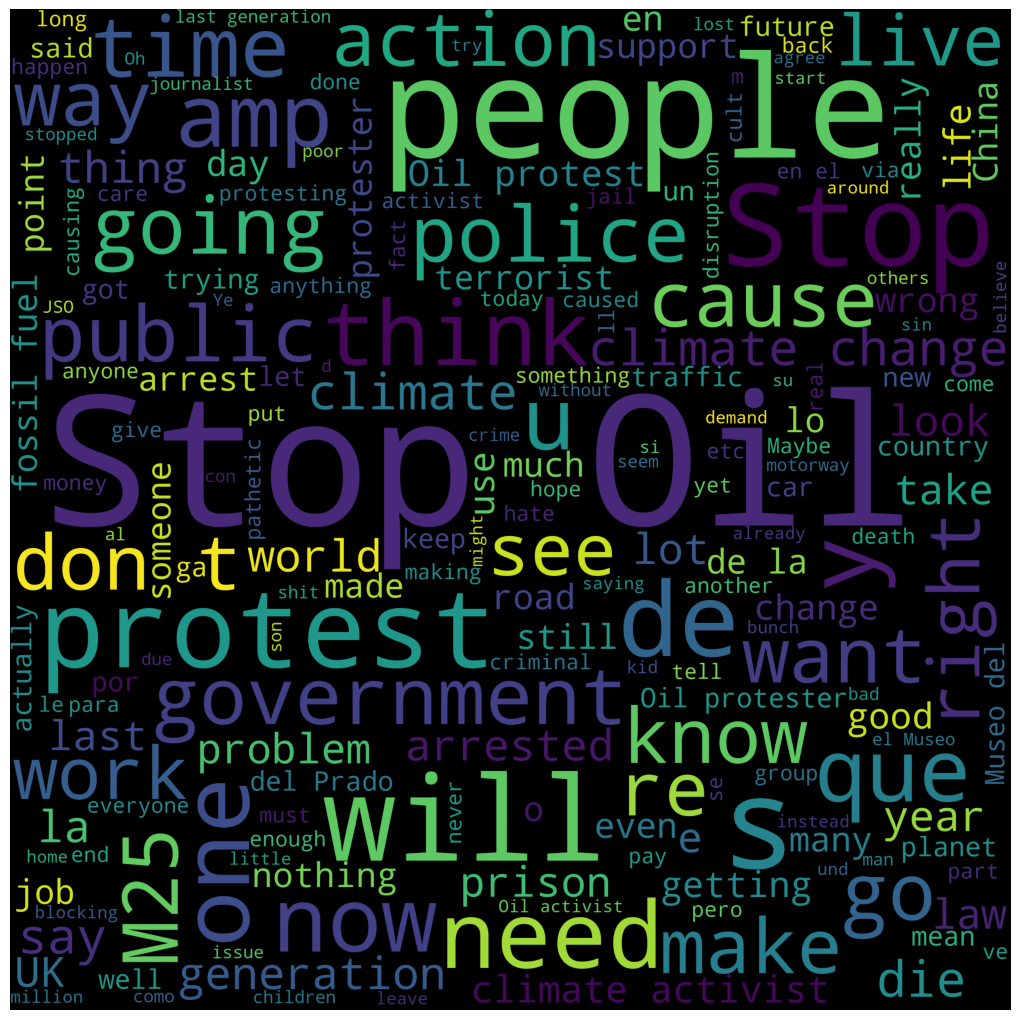 long
last generation
en
try
lost
future
said
time
action
support
back
live
happen
Oh
agree
journalist
done
people
cult
m
start
way
amp
really
life
China
stopped
poor
protester
Oil protest
disruption
en el
via
thing
day
around
point
care
protesting
activist
jail
un
Stop
causing
going
fact
police
trying
anything
terrorist
others
fossil fuel
got
Ye
today
caused
cause
wrong
believe
JSO
public
think
ll
climate change
sin
anyone
arrest
let
d
something
traffic
su
real
new
come
climate
without
put
u
demand
lo
look
give
crime
si
etc
Maybe
country
Stop Oil
money
someone
pathetic
con
use
much
seem
motorway
hope
yet
car
take
hate
al
already
death
y
right
don t
ga
world
keep
might
see
lot
de la
made
making
another
shit
saying
road
actually
protest
son
de
change
still
bunch
want
due
criminal
kid
tell
por
le
para
government
Oil protester
bad
good
Museo del
last
arrested
know
el Museo
problem
work
one
del Prado
re
se
group
que
everyone
must
will
never
o
s
instead
year
la
M25
enough
even
e
many
planet
home
end
little
pay
und
man
nothing
job
prison
getting
go
part
blocking
now
Oil activist
need
pero
law
say
make
issue
mean
ve
UK
well
generation
die
million
como
children
leave
climate activist